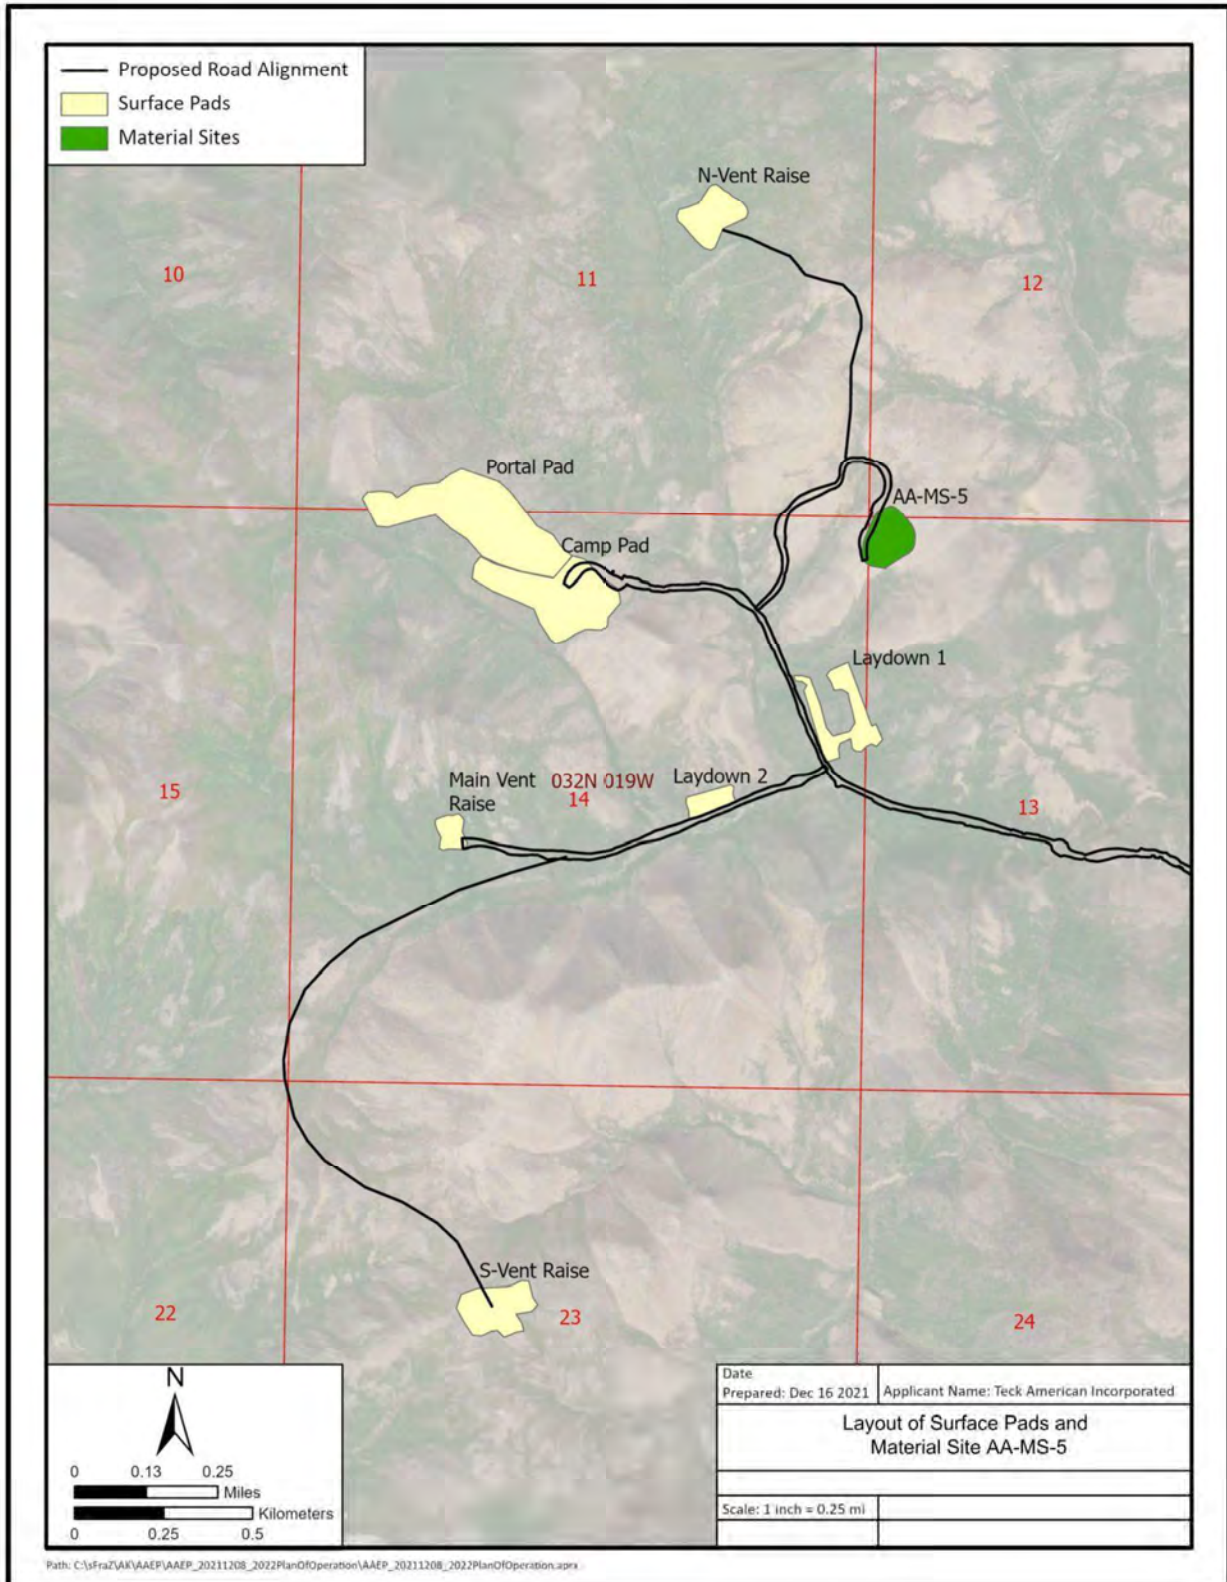 Proposed Road Alignment
Surface Pads
Material Sites
N-Vent Raise
10
11
12
Portal Pad
AA-MS-5
Camp Pad
Laydown 1
Main Vent
Raise
032N 019W
Laydown 2
15
14
13
S-Vent Raise
22
23
24
N
0 0.13 0.25
Miles
Kilometers
0 0.25 0.5
Date
Prepared: Dec 16 2021
Applicant Name: Teck American Incorporated
Layout of Surface Pads and
Material Site AA-MS-5
Scale: 1 inch = 0.25 mi
Path: C:\sFraZ\AK\AAEP\AAEP_20211208_2022PlanOfOperation\AAEP_20211208_2022PlanOfOperation.aprx